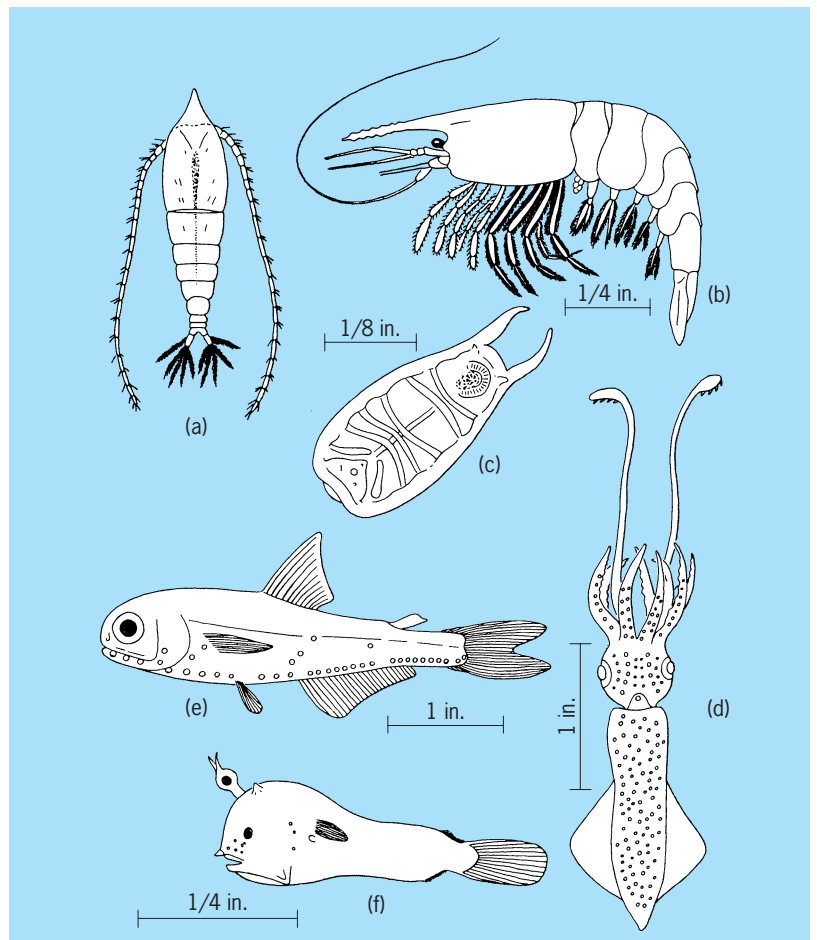 1/4 in.
(b)
1/8 in.
(a)
(c)
(e)
1 in.
1 in.
(d)
1/4 in.
(f)